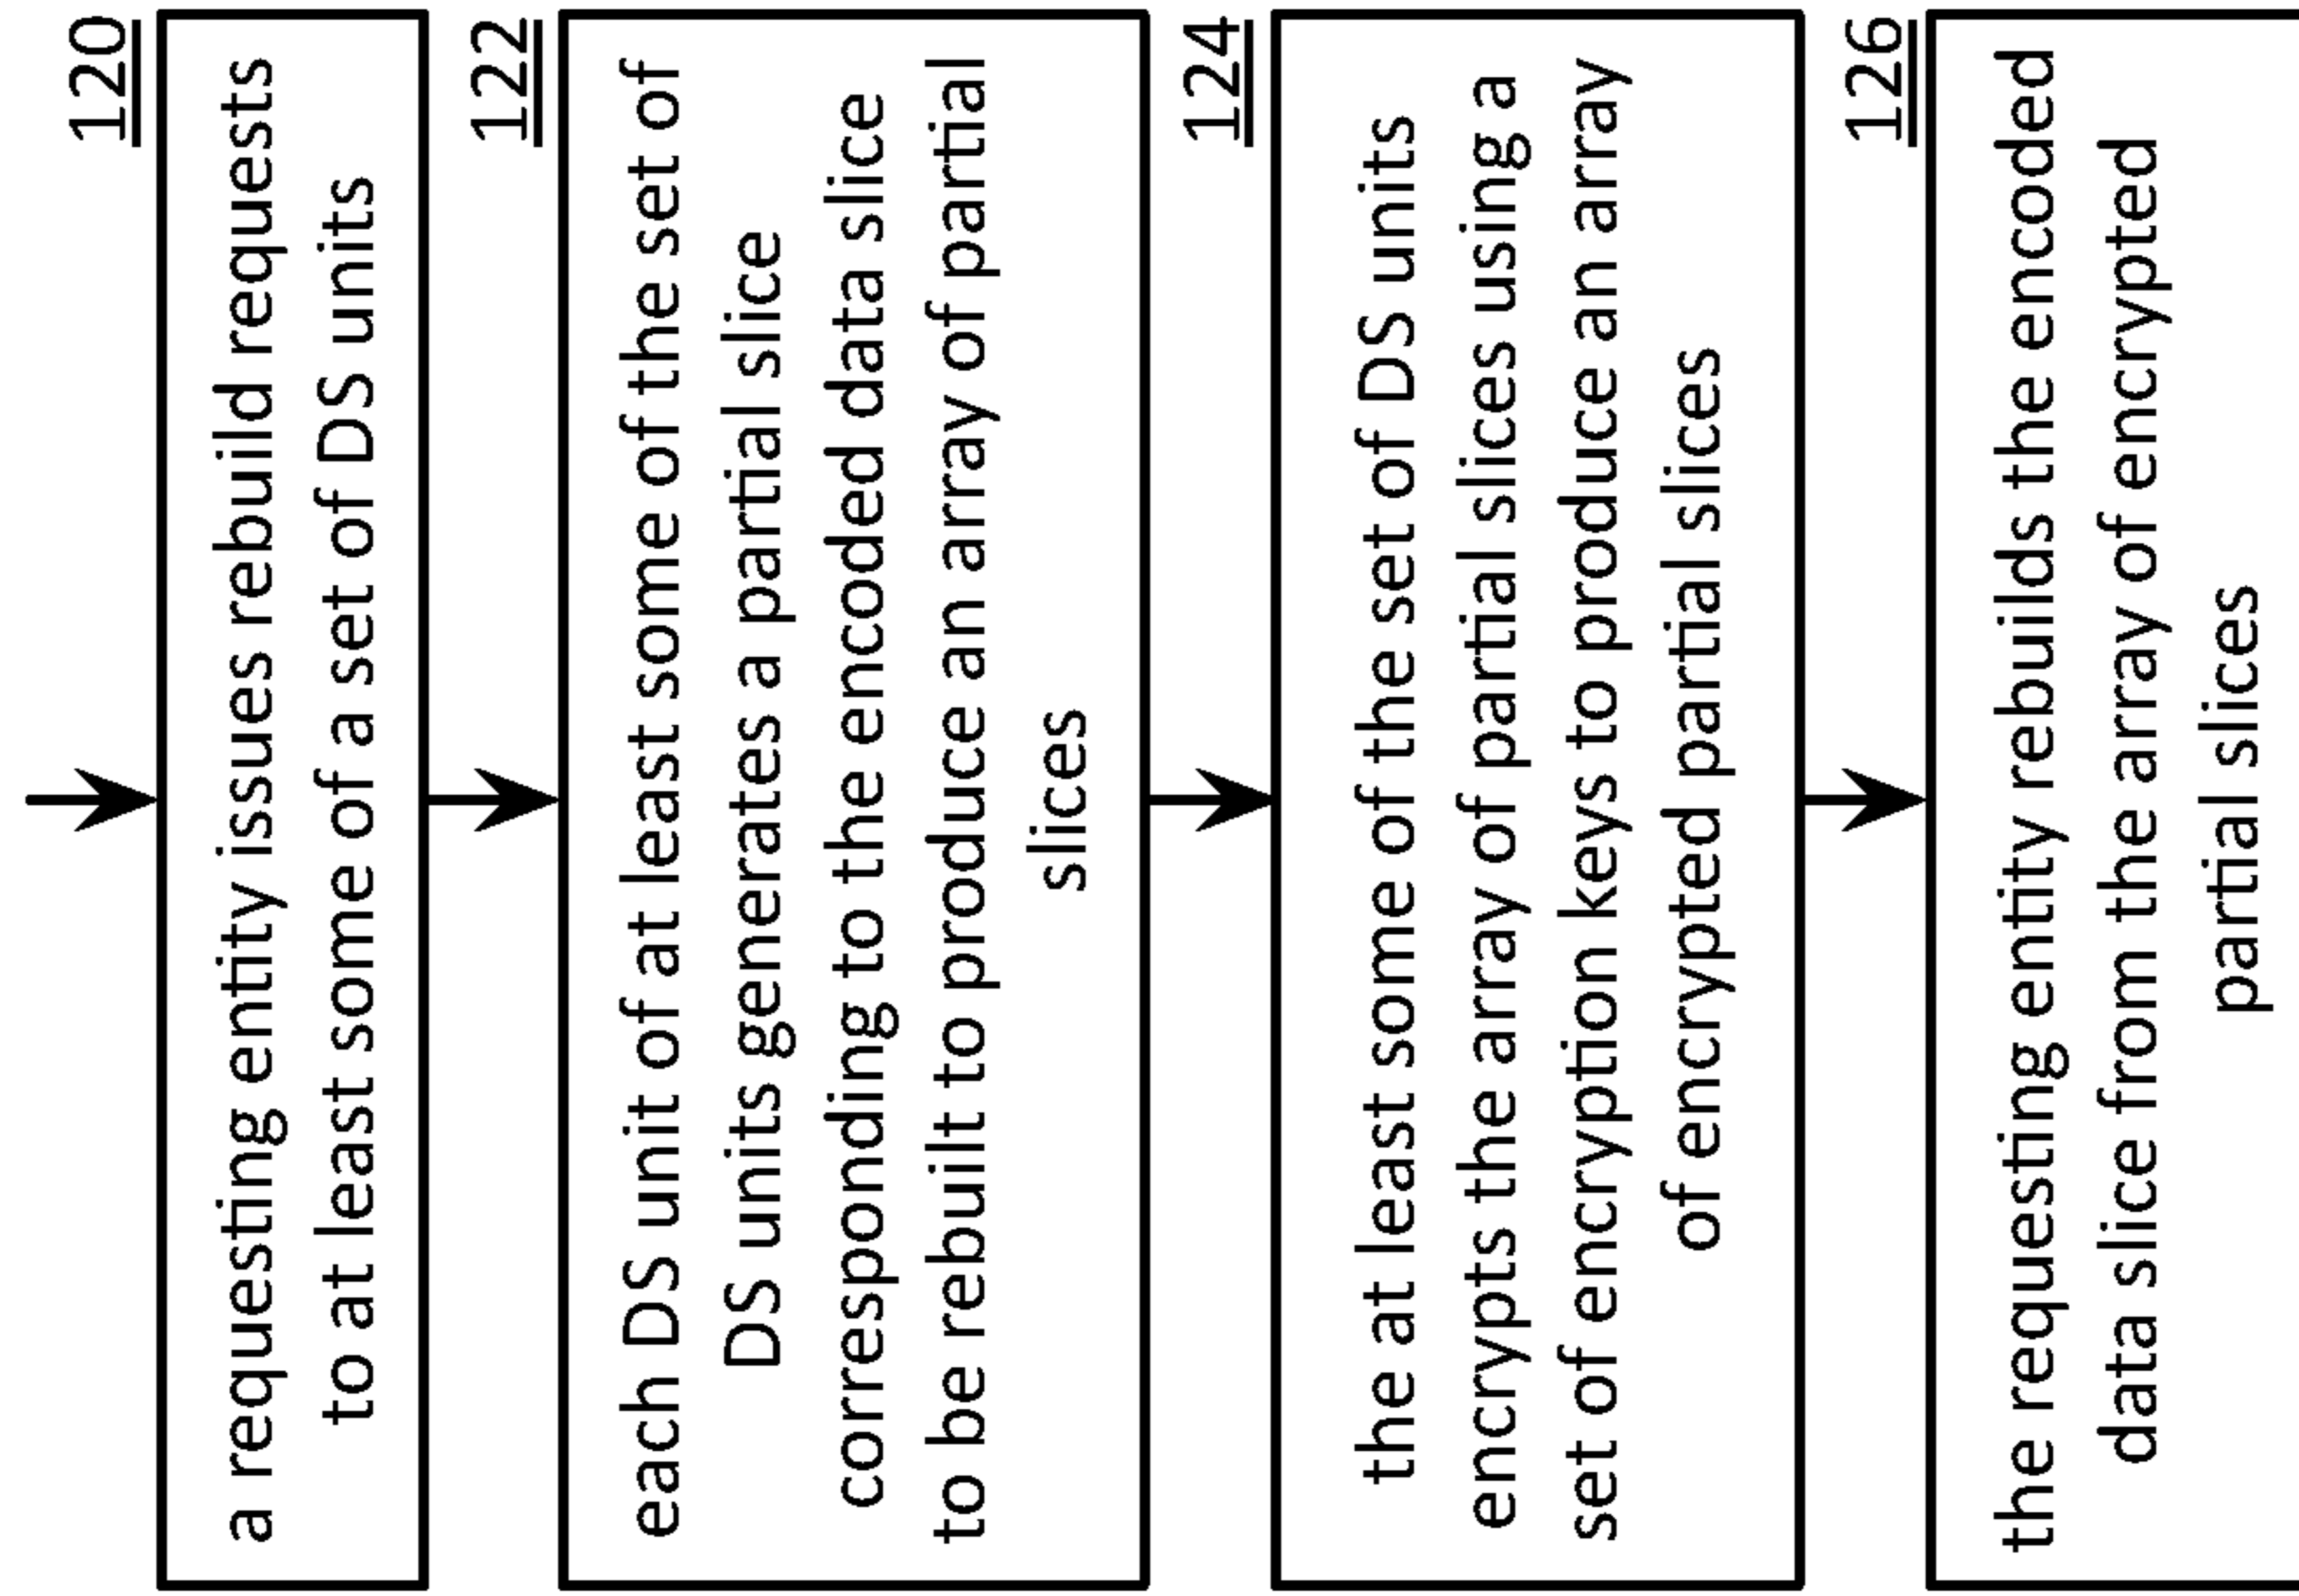 120
a requesting entity issues rebuild requests
to at least some of a set of DS units
122
each DS unit of at least some of the set of
DS units generates a partial slice
corresponding to the encoded data slice
to be rebuilt to produce an array of partial
slices
124
the at least some of the set of DS units
encrypts the array of partial slices using a
set of encryption keys to produce an array
of encrypted partial slices
126
the requesting entity rebuilds the encoded
data slice from the array of encrypted
partial slices